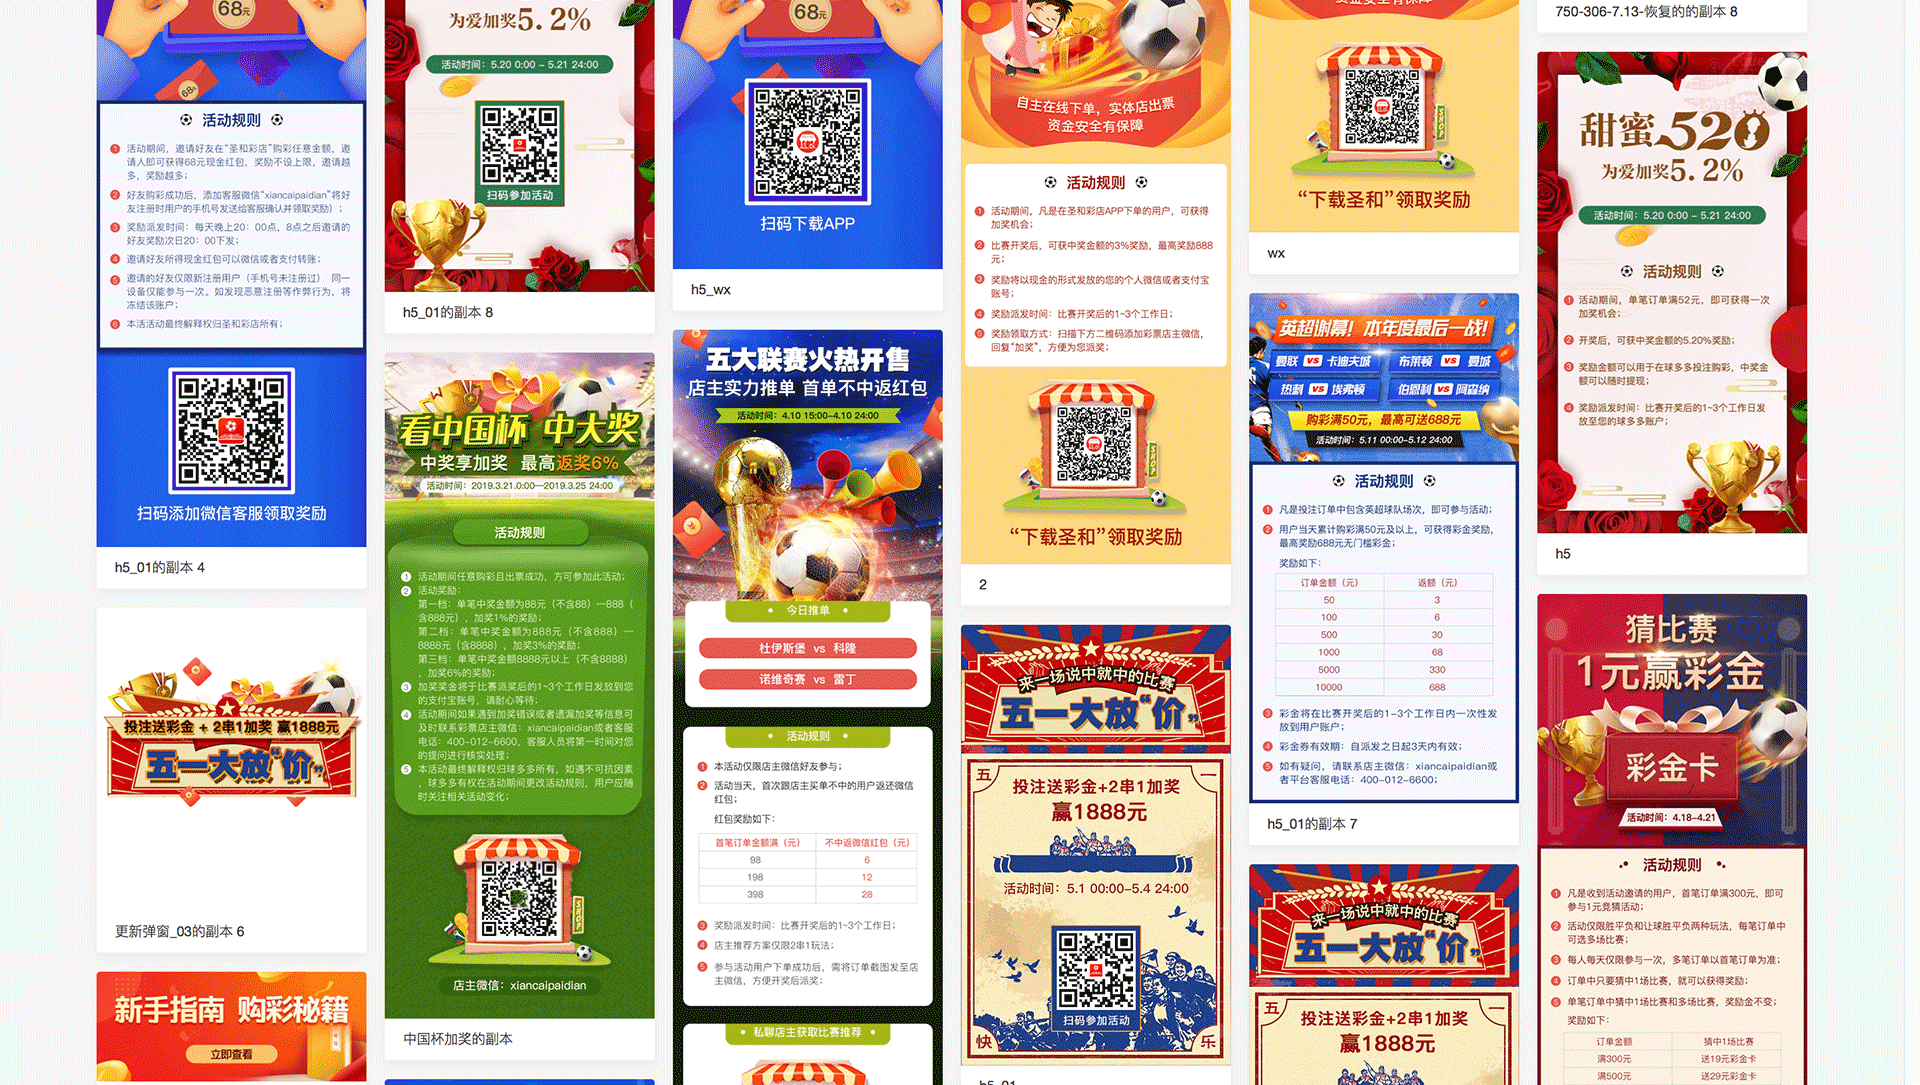 68元
68元
活动规则
1 活动期间，邀请好友在“圣和彩店”购彩任意金额，邀
请人即可获得68元现金红包，奖励不设上限，邀请越
多，奖励越多；
2 好友购彩成功后，添加客服微信“xiancaipaidian”将好
友注册时用户的手机号发送给客服确认并领取奖励）；
3 奖励派发时间：每天晚上20：00点，8点之后邀请的
好友奖励次日20：00下发；
4 邀请好友所得现金红包可以微信或者支付转账；
5 邀请的好友仅限新注册用户（手机号未注册过） 同一
设备仅能参与一次。如发现恶意注册等作弊行为，将
冻结该账户；
6 本活活动最终解释权归圣和彩店所有；
扫码添加微信客服领取奖励
h5_01的副本 4
投注送彩金 + 2串1加奖 赢1888元
五一大放“价”
更新弹窗_03的副本 6
新手指南 购彩秘籍
立即查看
为爱加奖5. 2%
活动时间：5.20 0:00 - 5.21 24:00
扫码参加活动
h5_01的副本 8
看中国杯 中大奖
中奖享加奖 最高返奖6%
活动时间：2019.3.21.0:00—2019.3.25 24:00
活动规则
1 活动期间任意购彩且出票成功，方可参加此活动；
2 活动奖励：
第一档：单笔中奖金额为88元（不含88）—888（
含888元），加奖1%的奖励；
第二档：单笔中奖金额为888元（不含888）—
8888元（含8888），加奖3%的奖励；
第三档：单笔中奖金额8888元以上（不含8888）
，加奖6%的奖励；
3 加奖奖金将于比赛派奖后的1~3个工作日发放到您
的支付宝账号，请耐心等待；
4 活动期间如果遇到加奖错误或者遗漏加奖等信息可
及时联系彩票店主微信：xiancaipaidian或者客服
电话：400-012-6600，客服人员将第一时间对您
的提问进行核实处理；
5 本活动最终解释权归球多多所有，如遇不可抗因素
，球多多有权在活动期间更改活动规则，用户应随
时关注相关活动变化；
SHOP
店主微信：xiancaipaidian
中国杯加奖的副本
68元
扫码下载APP
h5_wx
五大联赛火热开售
店主实力推单 首单不中返红包
活动时间：4.10 15:00-4.10 24:00
今日推单
杜伊斯堡 vs 科隆
诺维奇赛 vs 雷丁
活动规则
1 本活动仅限店主微信好友参与；
2 活动当天，首次跟店主买单不中的用户返还微信
红包；
红包奖励如下：
首笔订单金额满（元） 不中返微信红包（元）
98 6
198 12
398 28
3 奖励派发时间：比赛开奖后的1~3个工作日；
4 店主推荐方案仅限2串1玩法；
5 参与活动用户下单成功后，需将订单截图发至店
主微信，方便开奖后派奖；
私聊店主获取比赛推荐
自主在线下单，实体店出票
资金安全有保障
活动规则
1 活动期间，凡是在圣和彩店APP下单的用户，可获得
加奖机会；
2 比赛开奖后，可获中奖金额的3%奖励，最高奖励888
元；
3 奖励将以现金的形式发放的您的个人微信或者支付宝
账号；
4 奖励派发时间：比赛开奖后的1~3个工作日；
5 奖励领取方式：扫描下方二维码添加彩票店主微信，
回复“加奖”，方便为您派奖；
SHOP
“下载圣和”领取奖励
2
来一场说中就中的比赛
五一大放“价”
五 一
投注送彩金+2串1加奖
赢1888元
活动时间：5.1 00:00-5.4 24:00
扫码参加活动
快 乐
h5_01
资金安全有保障
SHOP
“下载圣和”领取奖励
wx
英超谢幕！本年度最后一战！
曼联 VS 卡迪夫城 布莱顿 VS 曼城
热刺 VS 埃弗顿 伯恩利 VS 阿森纳
购彩满50元，最高可送688元
活动时间：5.11 00:00-5.12 24:00
活动规则
1 凡是投注订单中包含英超球队场次，即可参与活动；
2 用户当天累计购彩满50元及以上，可获得彩金奖励，
最高奖励688元无门槛彩金；
奖励如下：
订单金额（元） 返额（元）
50 3
100 6
500 30
1000 68
5000 330
10000 688
3 彩金将在比赛开奖后的1-3个工作日内一次性发
放到用户账户；
4 彩金券有效期：自派发之日起3天内有效；
5 如有疑问，请联系店主微信：xiancaipaidian或
者平台客服电话：400-012-6600；
h5_01的副本 7
来一场说中就中的比赛
五一大放“价”
五 一
投注送彩金+2串1加奖
赢1888元
750-306-7.13-恢复的的副本 8
甜蜜520
为爱加奖5. 2%
活动时间：5.20 0:00 - 5.21 24:00
活动规则
1 活动期间，单笔订单满52元，即可获得一次
加奖机会；
2 开奖后，可获中奖金额的5.20%奖励；
3 奖励金额可以用于在球多多投注购彩，中奖金
额可以随时提现；
4 奖励派发时间：比赛开奖后的1~3个工作日发
放至您的球多多账户；
h5
猜比赛
1元赢彩金
彩金卡
活动时间：4.18-4.21
活动规则
1 凡是收到活动邀请的用户，首笔订单满300元，即可
参与1元竞猜活动；
2 活动仅限胜平负和让球胜平负两种玩法，每笔订单中
可选多场比赛；
3 每人每天仅限参与一次，多笔订单以首笔订单为准；
4 订单中只要猜中1场比赛，就可以获得奖励；
5 单笔订单中猜中1场比赛和多场比赛，奖励金不变；
奖励如下：
订单金额 猜中1场比赛
满300元 送19元彩金卡
满500元 送29元彩金卡